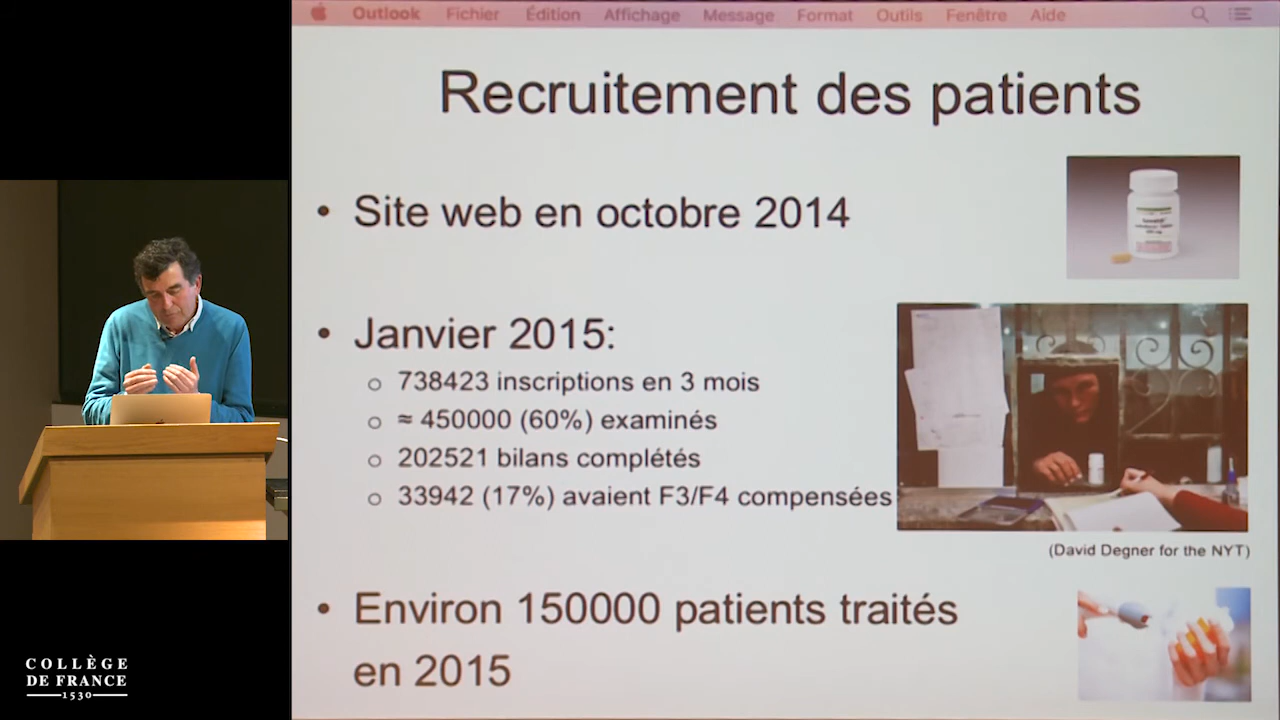 Outlook Fichier Édition Affichage Message Format Outils Fenêtre Aide
Recruitement des patients
• Site web en octobre 2014
• Janvier 2015:
o 738423 inscriptions en 3 mois
o ≈ 450000 (60%) examinés
o 202521 bilans complétés
o 33942 (17%) avaient F3/F4 compensées
(David Degner for the NYT)
• Environ 150000 patients traités
en 2015
COLLÈGE
DE FRANCE
1530